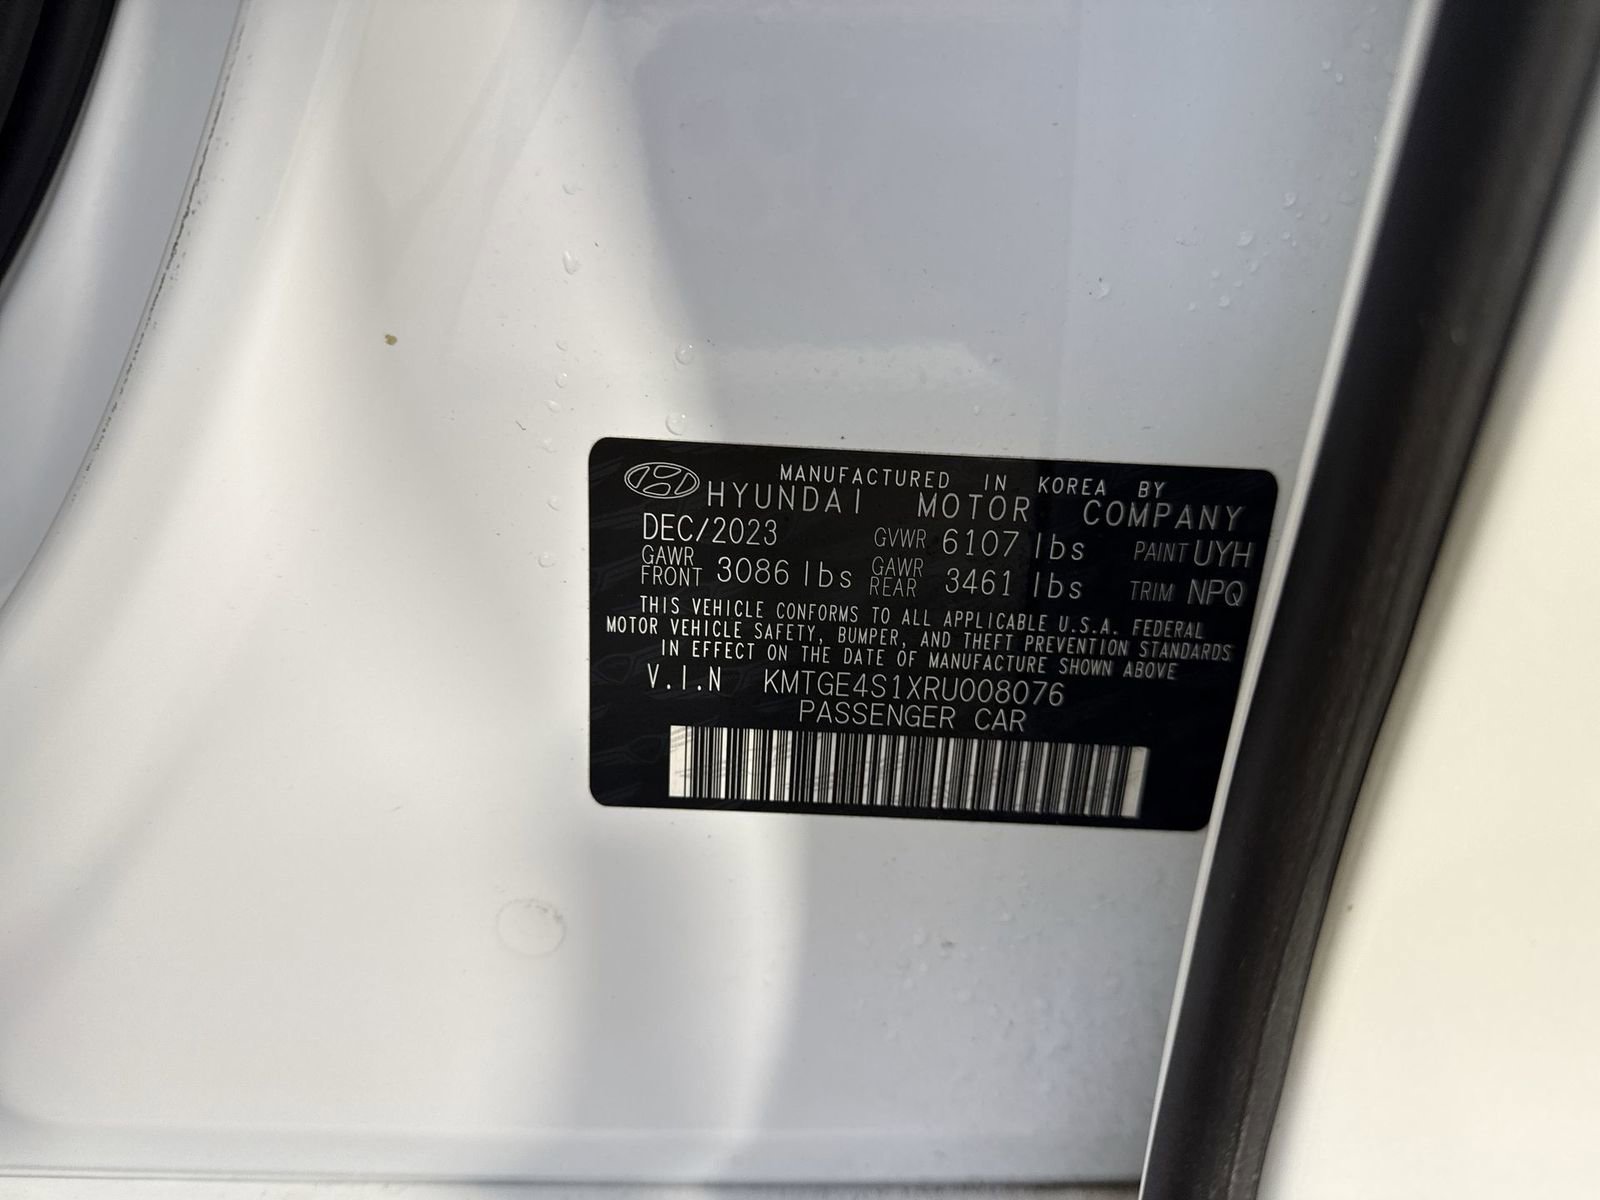 MANUFACTURED IN KOREA BY
HYUNDAI MOTOR COMPANY
DEC/2023 GVWR 6107 lbs PAINT UYH
GAWR FRONT 3086 lbs GAWR REAR 3461 lbs TRIM NPQ
THIS VEHICLE CONFORMS TO ALL APPLICABLE U.S.A. FEDERAL
MOTOR VEHICLE SAFETY, BUMPER, AND THEFT PREVENTION STANDARDS
IN EFFECT ON THE DATE OF MANUFACTURE SHOWN ABOVE
V.I.N KMTGE4S1XRU008076
PASSENGER CAR